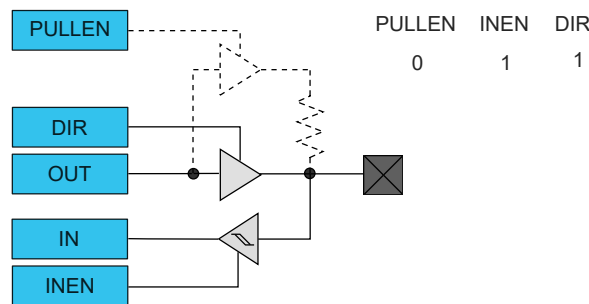 PULLEN
PULLEN INEN DIR
0 1 1
DIR
OUT
IN
INEN